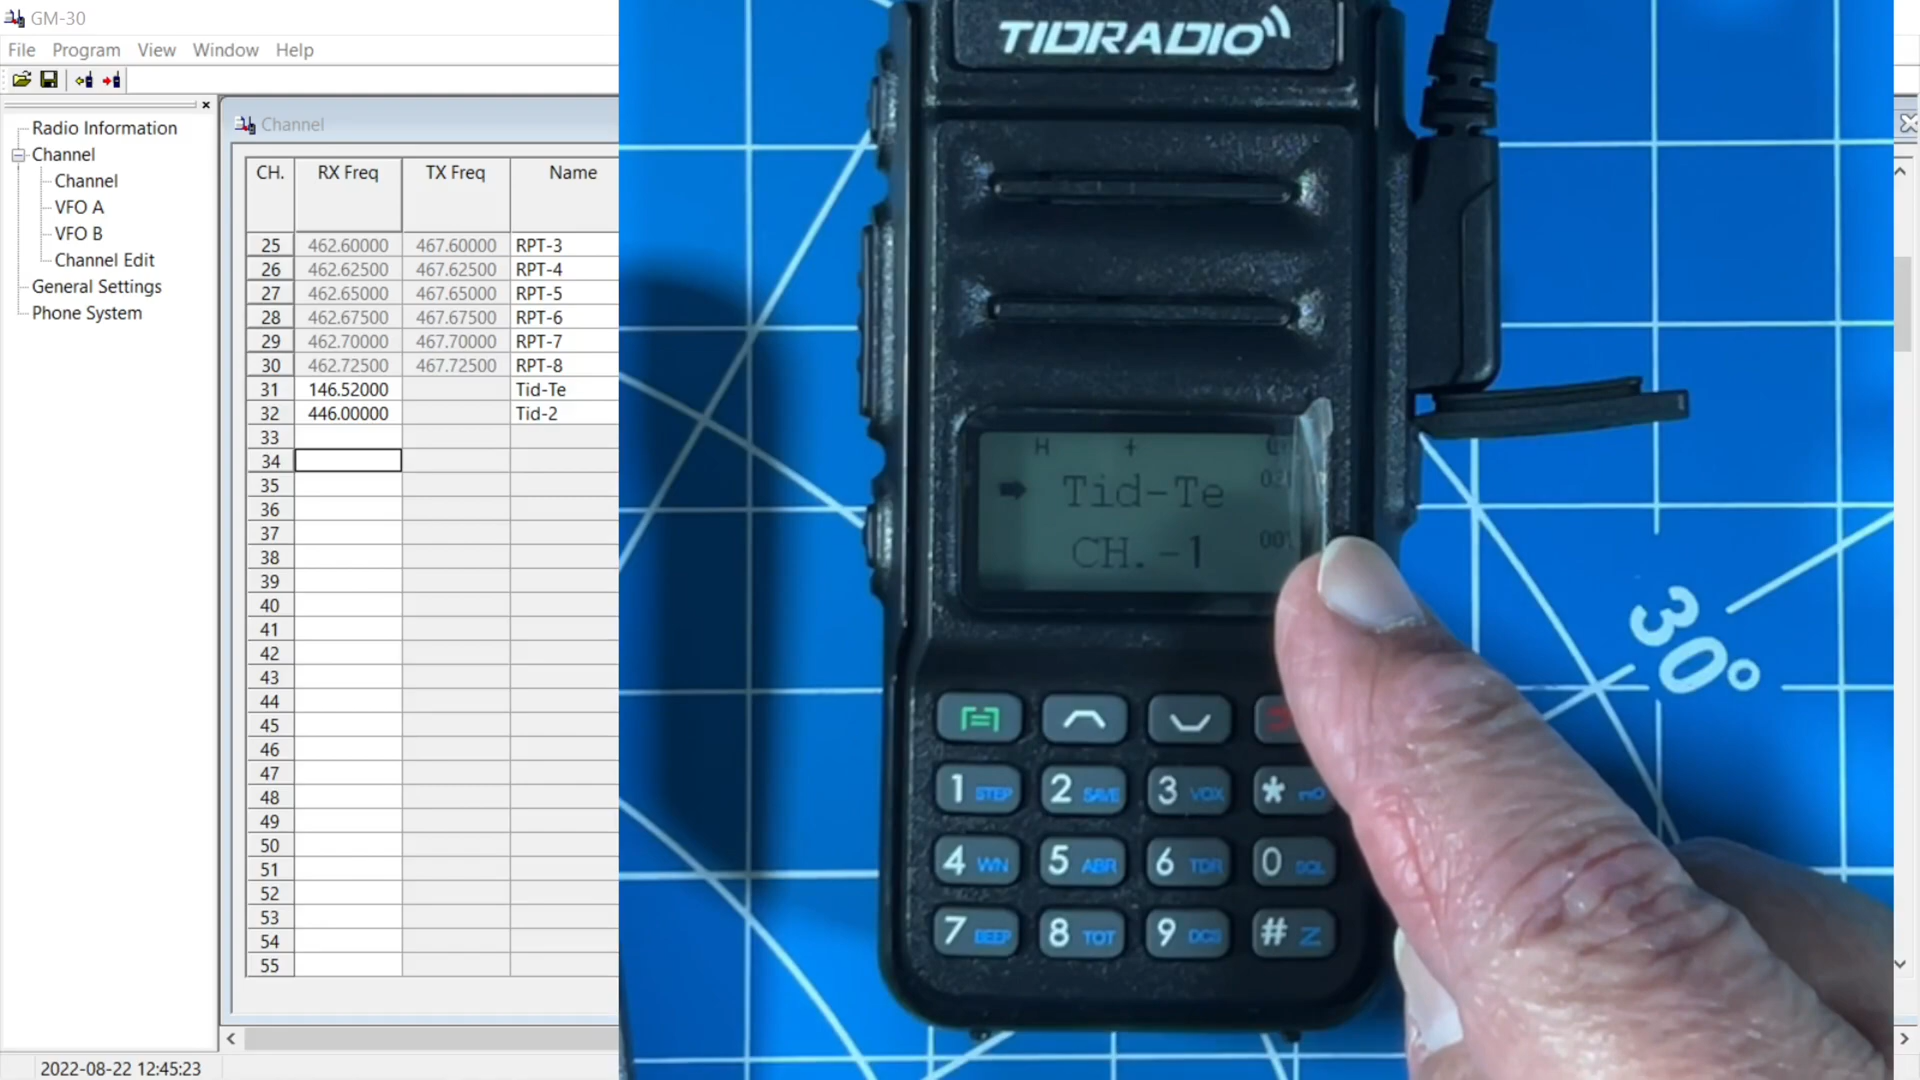 GM-30
File Program View Window Help
Radio Information
Channel
Channel
VFO A
VFO B
Channel Edit
General Settings
Phone System
Channel
CH. RX Freq TX Freq Name
25 462.60000 467.60000 RPT-3
26 462.62500 467.62500 RPT-4
27 462.65000 467.65000 RPT-5
28 462.67500 467.67500 RPT-6
29 462.70000 467.70000 RPT-7
30 462.72500 467.72500 RPT-8
31 146.52000 Tid-Te
32 446.00000 Tid-2
33
34
35
36
37
38
39
40
41
42
43
44
45
46
47
48
49
50
51
52
53
54
55
2022-08-22 12:45:23
TIDRADIO
H +
Tid-Te
CH.-1 001
1 STEP 2 SAVE 3 VOX *
4 WN 5 ABR 6 TDR 0 SQL
7 BEEP 8 TOT 9 DCS # Z
30°